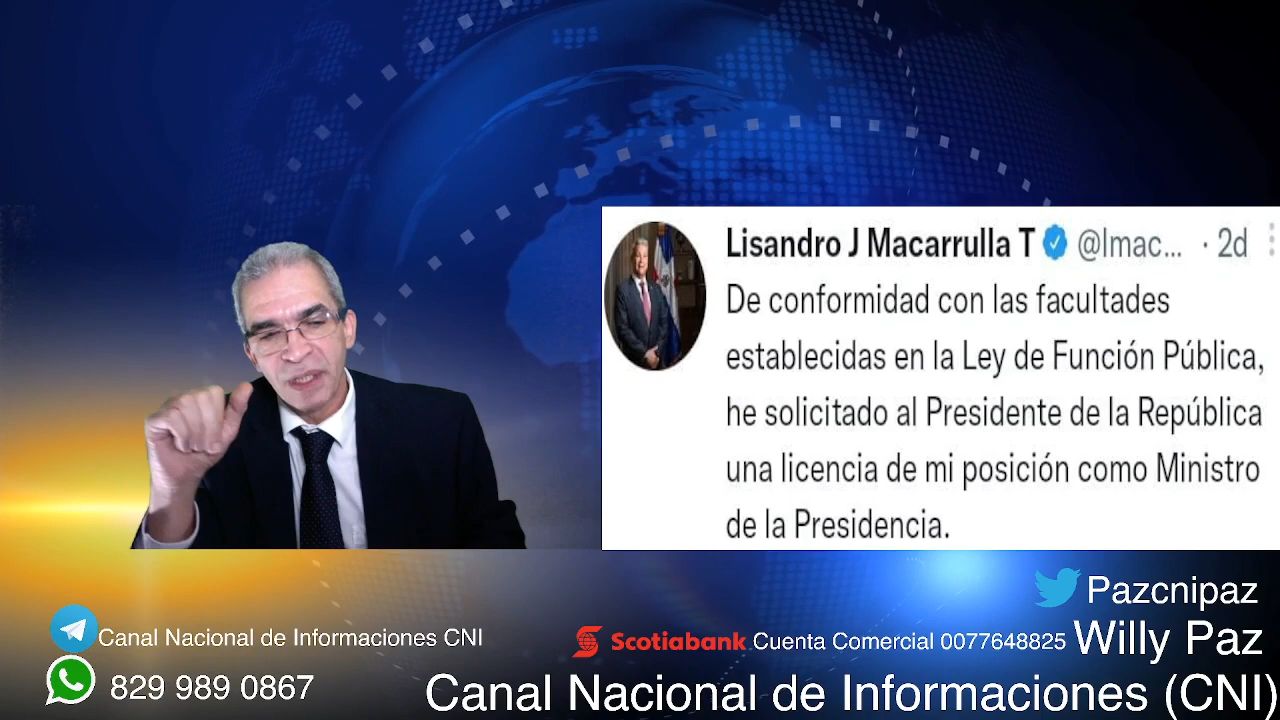 Lisandro J Macarrulla T @lmac... · 2d
De conformidad con las facultades
establecidas en la Ley de Función Pública,
he solicitado al Presidente de la República
una licencia de mi posición como Ministro
de la Presidencia.
Pazcnipaz
Canal Nacional de Informaciones CNI
Scotiabank Cuenta Comercial 0077648825 Willy Paz
829 989 0867
Canal Nacional de Informaciones (CNI)